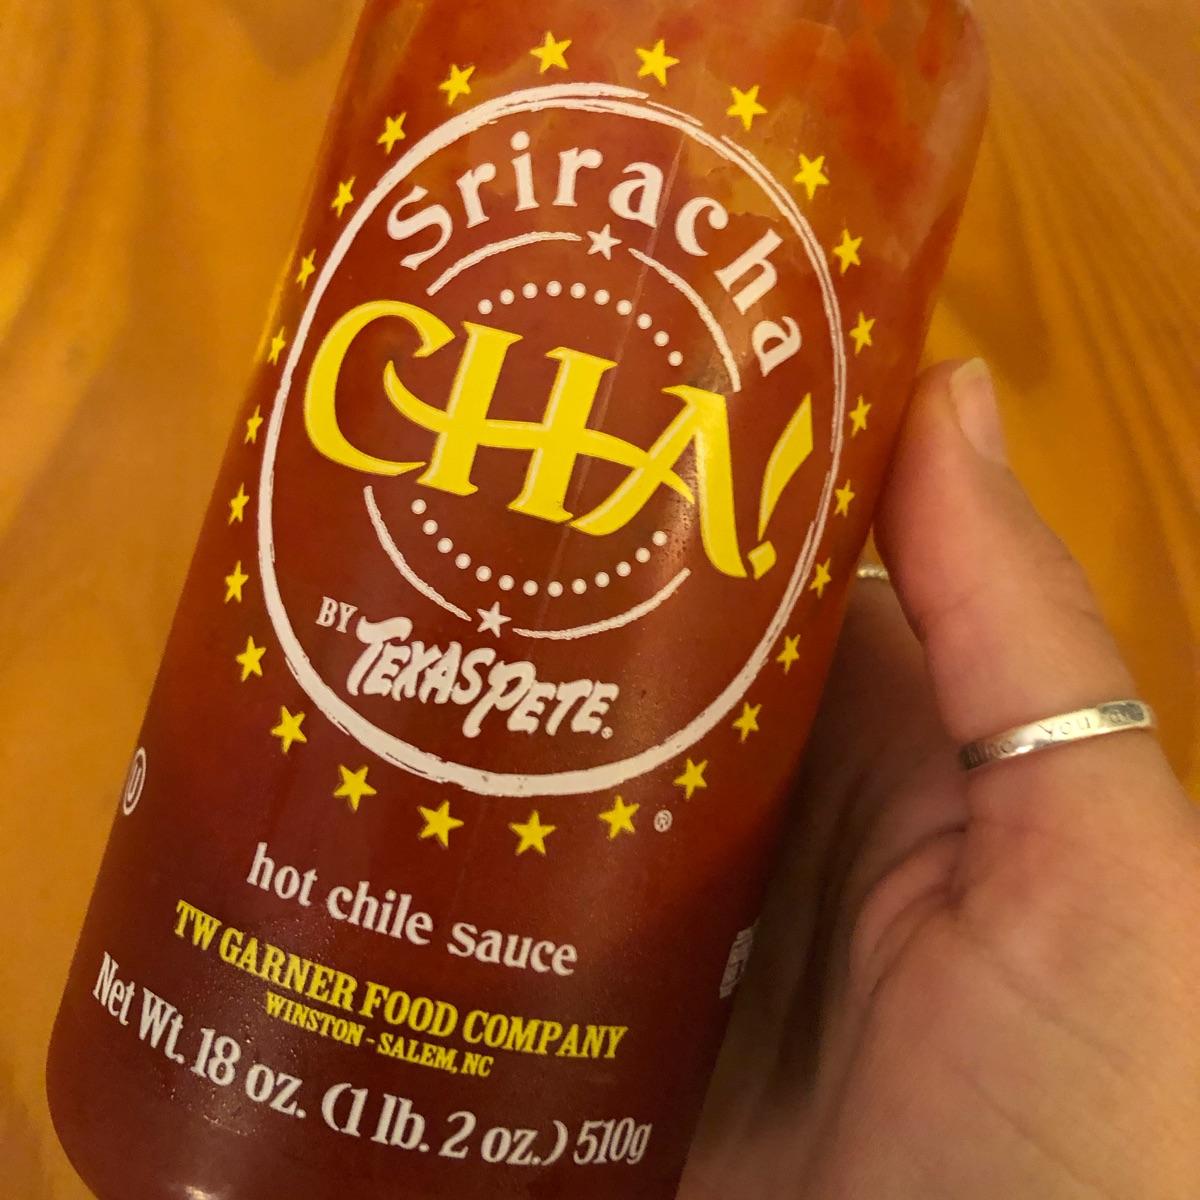 Sriracha
CHA!
BY TEXAS PETE®
®
U
hot chile sauce
TW GARNER FOOD COMPANY
WINSTON-SALEM, NC
Net Wt. 18 oz. (1 lb. 2 oz.) 510g
you